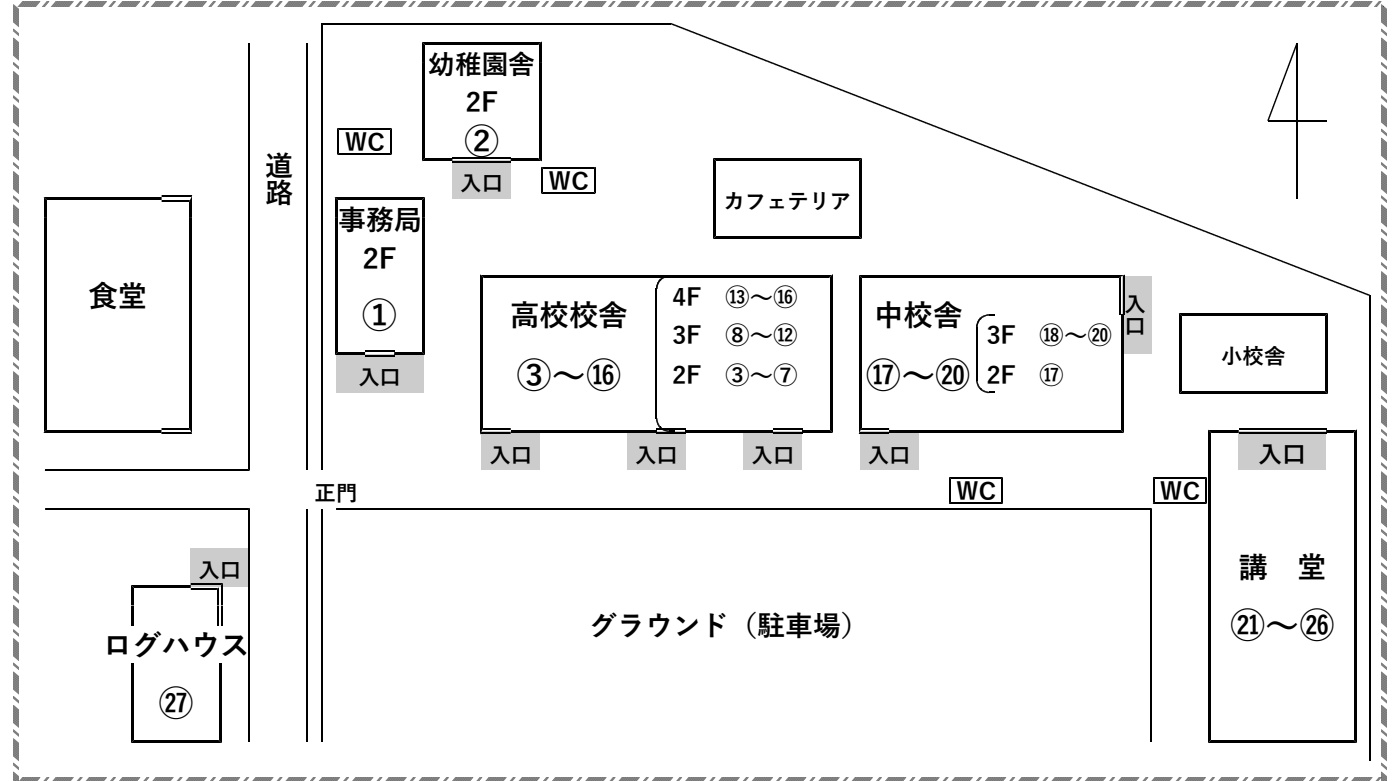 幼稚園舎
2F
②
入口
WC
WC
道路
カフェテリア
事務局
2F
①
入口
食堂
高校校舎
③～⑯
4F ⑬～⑯
3F ⑧～⑫
2F ③～⑦
入口
入口
入口
中校舎
⑰～⑳
3F ⑱～⑳
2F ⑰
入口
入口
小校舎
正門
WC
WC
入口
講　堂
㉑～㉖
入口
ログハウス
㉗
グラウンド（駐車場）